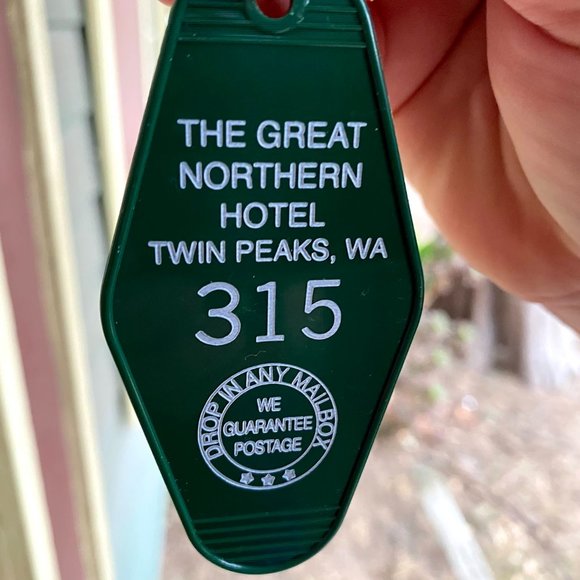 THE GREAT
NORTHERN
HOTEL
TWIN PEAKS, WA
315
DROP IN ANY MAILBOX
WE
GUARANTEE
POSTAGE